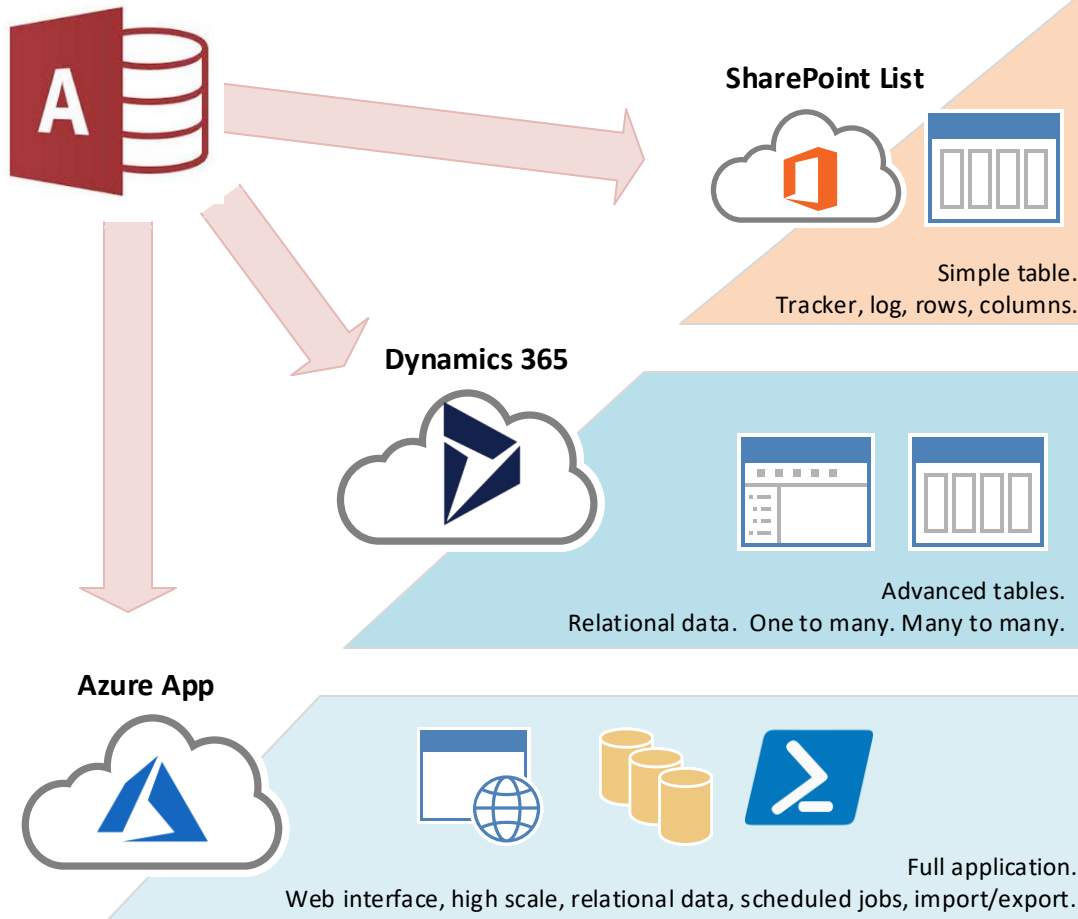 A
SharePoint List
Simple table.
Tracker, log, rows, columns.
Dynamics 365
Advanced tables.
Relational data.  One to many. Many to many.
Azure App
Full application.
Web interface, high scale, relational data, scheduled jobs, import/export.